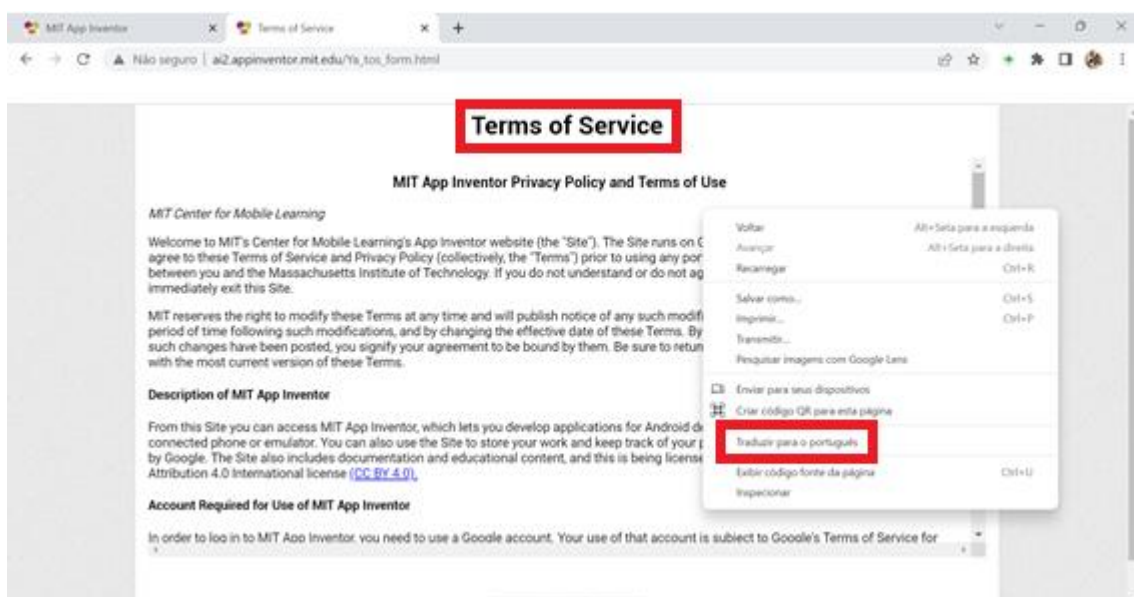 MIT App Inventor
Terms of Service
Não seguro | ai2.appinventor.mit.edu/Ya_tos_form.html
Terms of Service
MIT App Inventor Privacy Policy and Terms of Use
MIT Center for Mobile Learning
Welcome to MIT's Center for Mobile Learning's App Inventor website (the "Site"). The Site runs on
agree to these Terms of Service and Privacy Policy (collectively, the "Terms") prior to using any por
between you and the Massachusetts Institute of Technology. If you do not understand or do not ag
immediately exit this Site.
MIT reserves the right to modify these Terms at any time and will publish notice of any such modifi
period of time following such modifications, and by changing the effective date of these Terms. By
such changes have been posted, you signify your agreement to be bound by them. Be sure to retun
with the most current version of these Terms.
Description of MIT App Inventor
From this Site you can access MIT App Inventor, which lets you develop applications for Android de
connected phone or emulator. You can also use the Site to store your work and keep track of your p
by Google. The Site also includes documentation and educational content, and this is being license
Attribution 4.0 International license (CC BY 4.0).
Account Required for Use of MIT App Inventor
In order to log in to MIT App Inventor, you need to use a Google account. Your use of that account is subject to Google's Terms of Service for
Voltar Alt+Seta para a esquerda
Avançar Alt+Seta para a direita
Recarregar Ctrl+R
Salvar como... Ctrl+S
Imprimir... Ctrl+P
Transmitir...
Pesquisar imagens com Google Lens
Enviar para seus dispositivos
Criar código QR para esta página
Traduzir para o português
Exibir código fonte da página Ctrl+U
Inspecionar